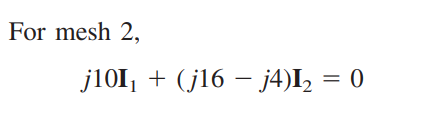 For mesh 2,
j10I₁ + (j16 − j4)I₂ = 0